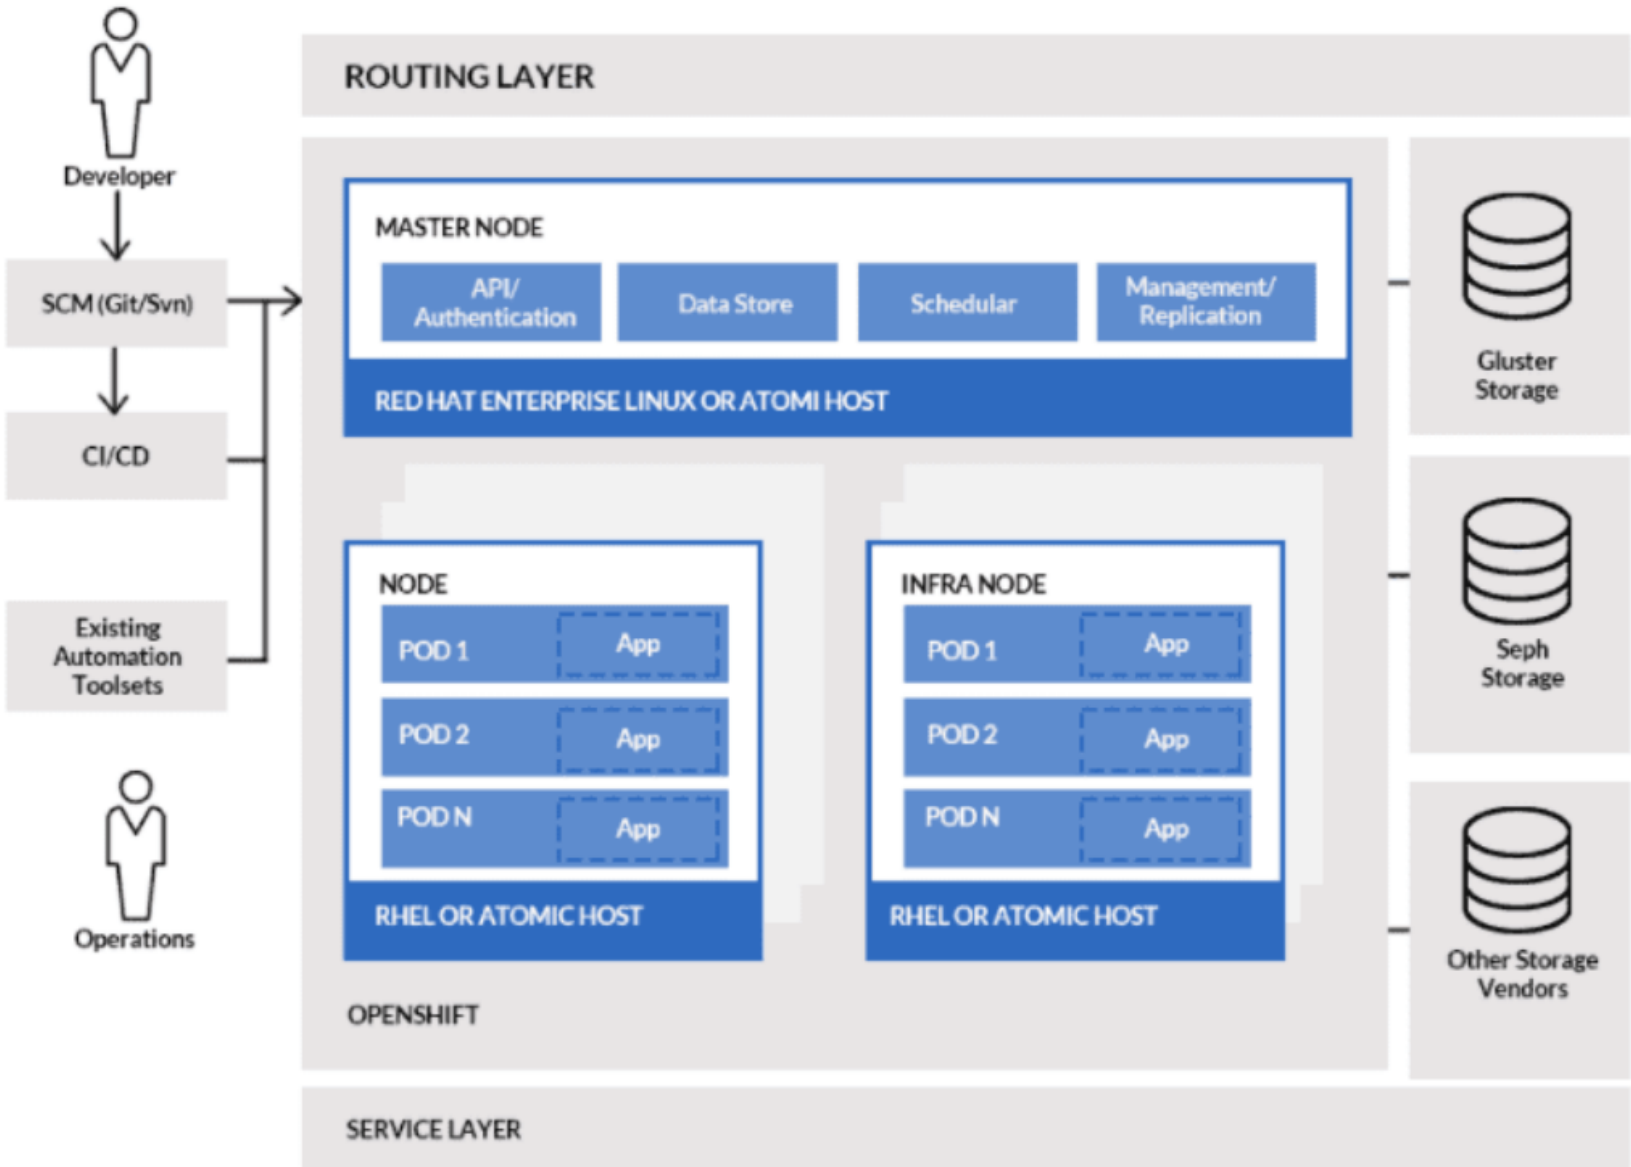 Developer
SCM (Git/Svn)
CI/CD
Existing
Automation
Toolsets
Operations
ROUTING LAYER
MASTER NODE
API/
Authentication
Data Store
Schedular
Management/
Replication
RED HAT ENTERPRISE LINUX OR ATOMI HOST
NODE
POD 1
App
POD 2
App
POD N
App
RHEL OR ATOMIC HOST
INFRA NODE
POD 1
App
POD 2
App
POD N
App
RHEL OR ATOMIC HOST
OPENSHIFT
Gluster
Storage
Seph
Storage
Other Storage
Vendors
SERVICE LAYER